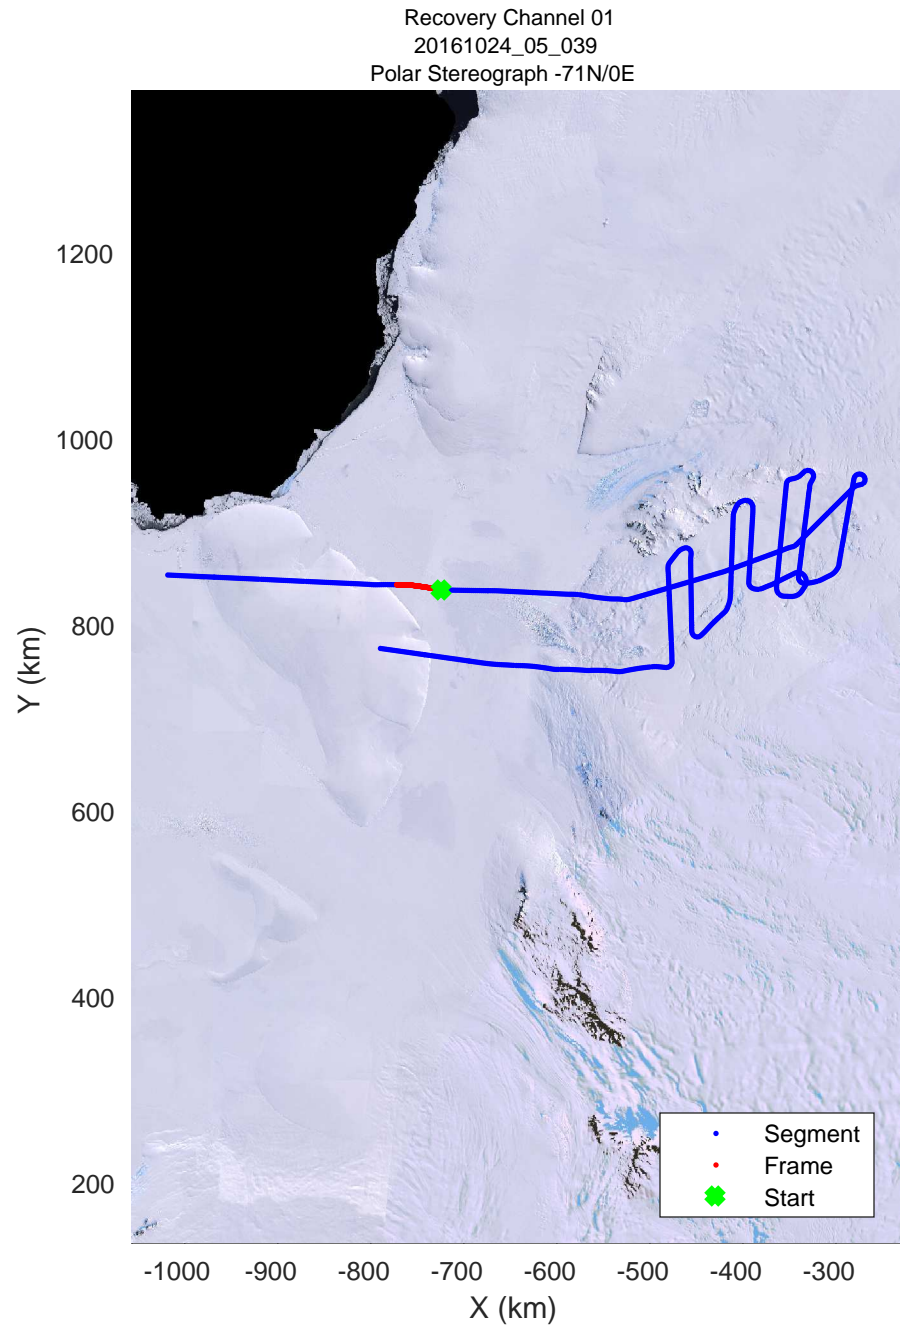 Recovery Channel 01
20161024_05_039
Polar Stereograph -71N/0E
1200
1000
800
600
400
200
Y (km)
Segment
Frame
Start
-1000 -900 -800 -700 -600 -500 -400 -300
X (km)